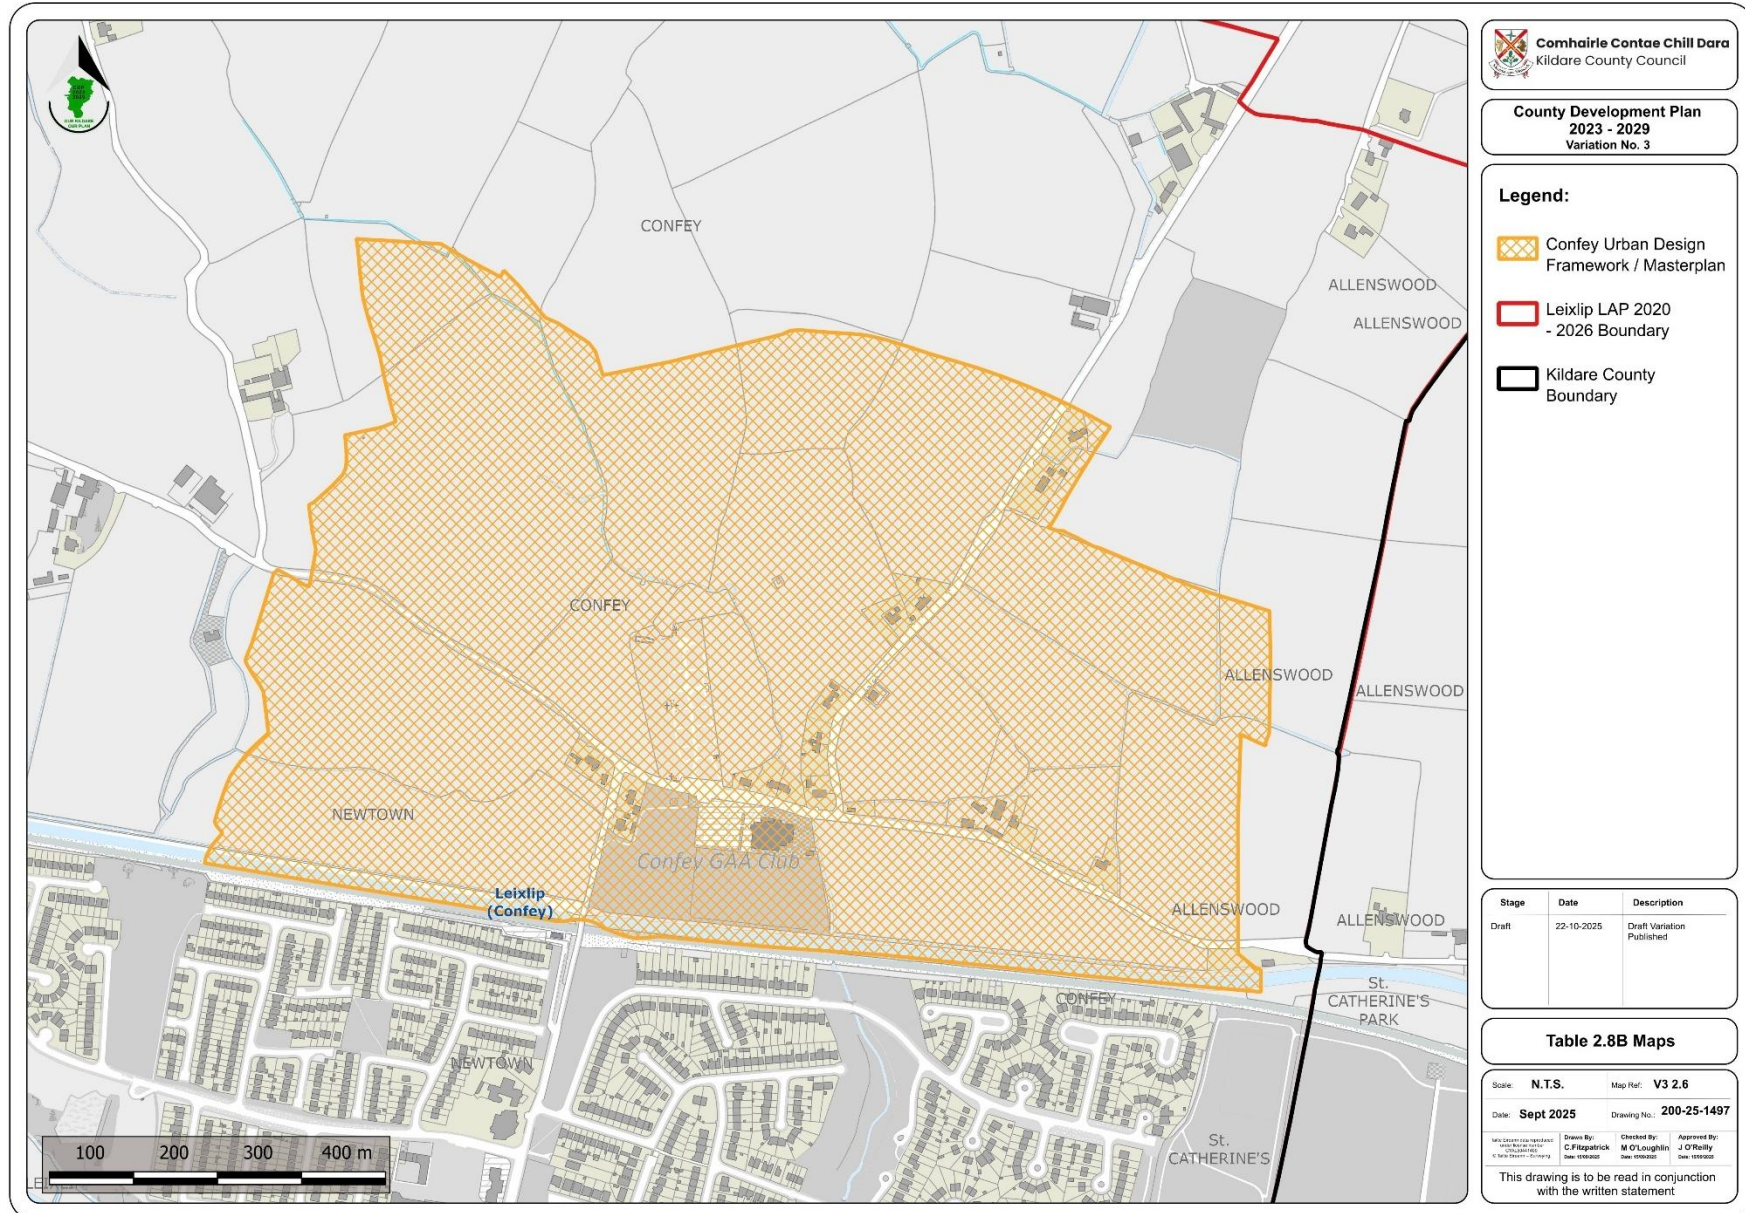 CONFEY
ALLENSWOOD
ALLENSWOOD
CONFEY
ALLENSWOOD
ALLENSWOOD
NEWTOWN
Confey GAA Club
Leixlip
(Confey)
ALLENSWOOD
ALLENSWOOD
St.
CATHERINE'S
PARK
CONFEY
NEWTOWN
St.
CATHERINE'S
100 200 300 400 m
Comhairle Contae Chill Dara
Kildare County Council
County Development Plan
2023 - 2029
Variation No. 3
Legend:
Confey Urban Design
Framework / Masterplan
Leixlip LAP 2020
- 2026 Boundary
Kildare County
Boundary
Stage Date Description
Draft 22-10-2025 Draft Variation
Published
Table 2.8B Maps
Scale: N.T.S. Map Ref: V3 2.6
Date: Sept 2025 Drawing No.: 200-25-1497
Drawn By: Checked By: Approved By:
C.Fitzpatrick M O'Loughlin J O'Reilly
This drawing is to be read in conjunction
with the written statement